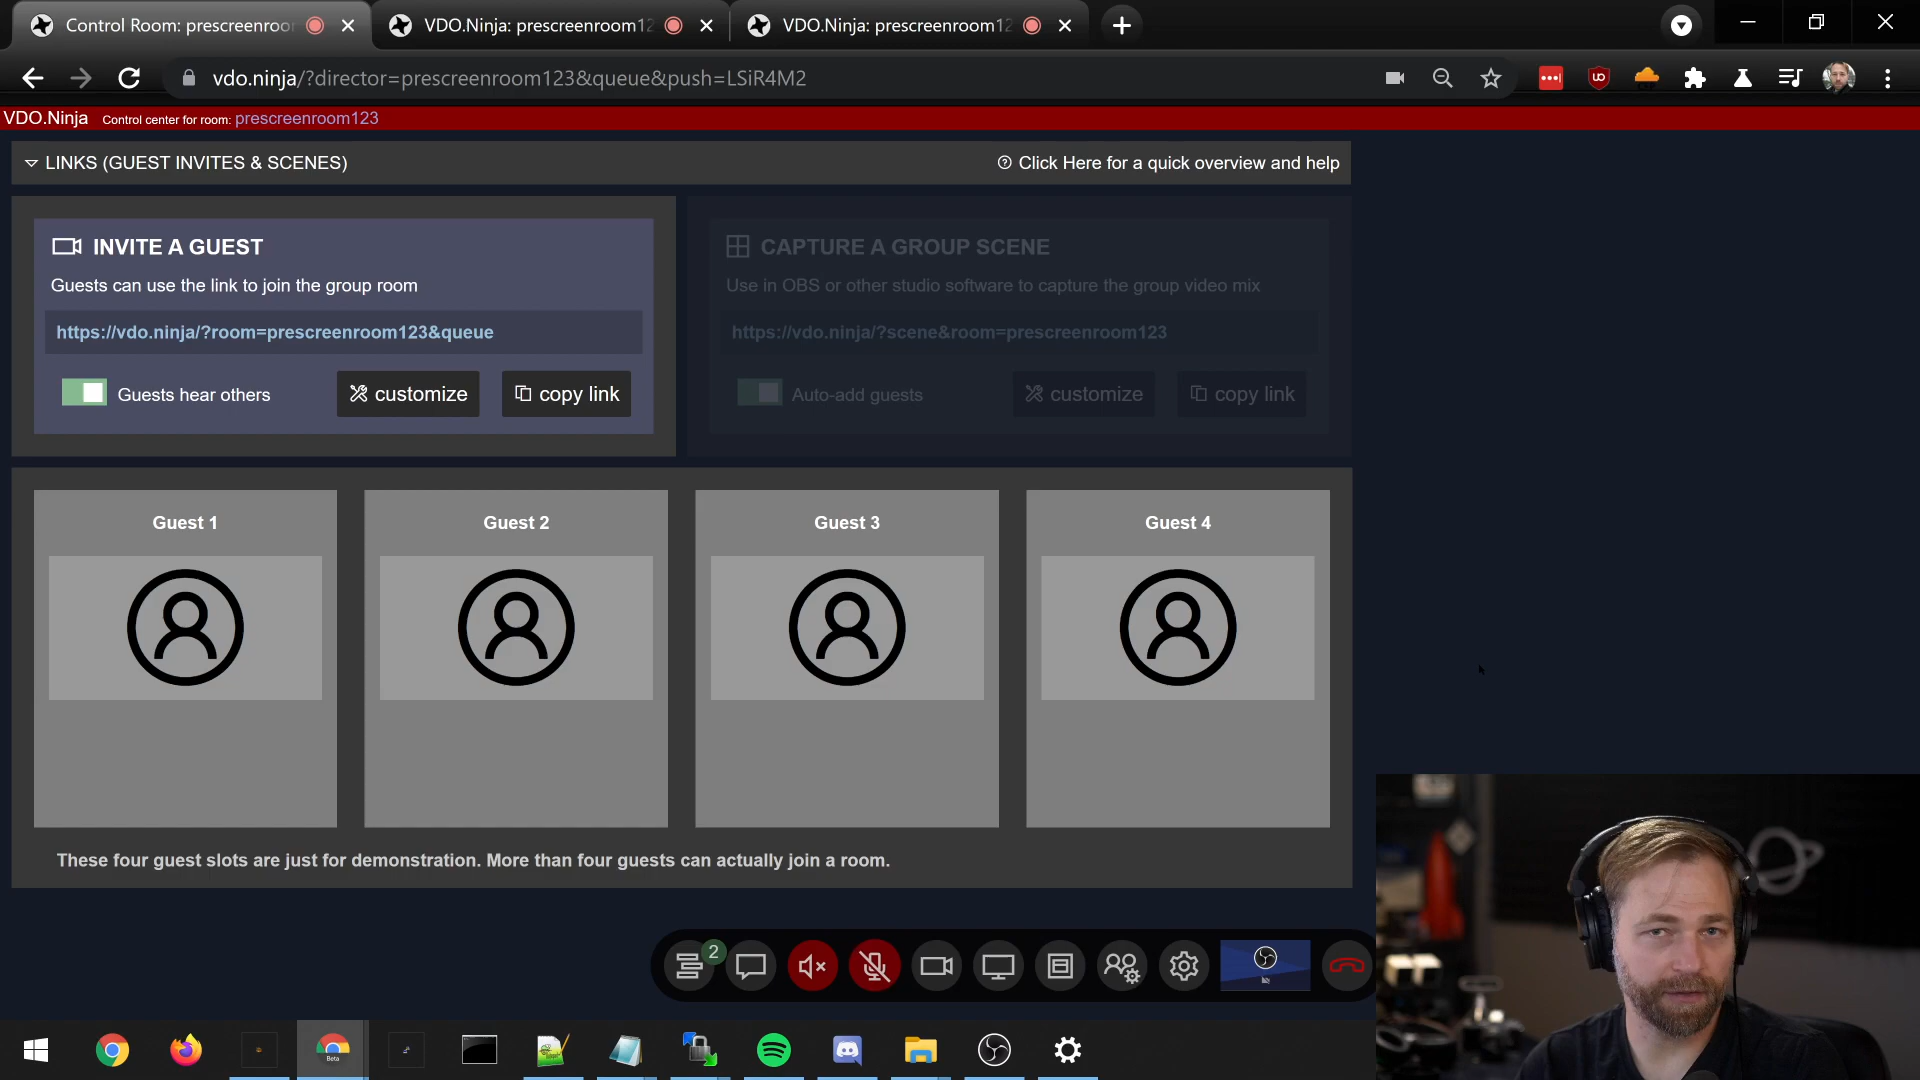 Control Room: prescreenroo
VDO.Ninja: prescreenroom12
VDO.Ninja: prescreenroom12
vdo.ninja/?director=prescreenroom123&queue&push=LSiR4M2
VDO.Ninja Control center for room: prescreenroom123
LINKS (GUEST INVITES & SCENES)
Click Here for a quick overview and help
INVITE A GUEST
Guests can use the link to join the group room
https://vdo.ninja/?room=prescreenroom123&queue
Guests hear others
customize
copy link
CAPTURE A GROUP SCENE
Use in OBS or other studio software to capture the group video mix
https://vdo.ninja/?scene&room=prescreenroom123
Auto-add guests
customize
copy link
Guest 1
Guest 2
Guest 3
Guest 4
These four guest slots are just for demonstration. More than four guests can actually join a room.
2
Beta